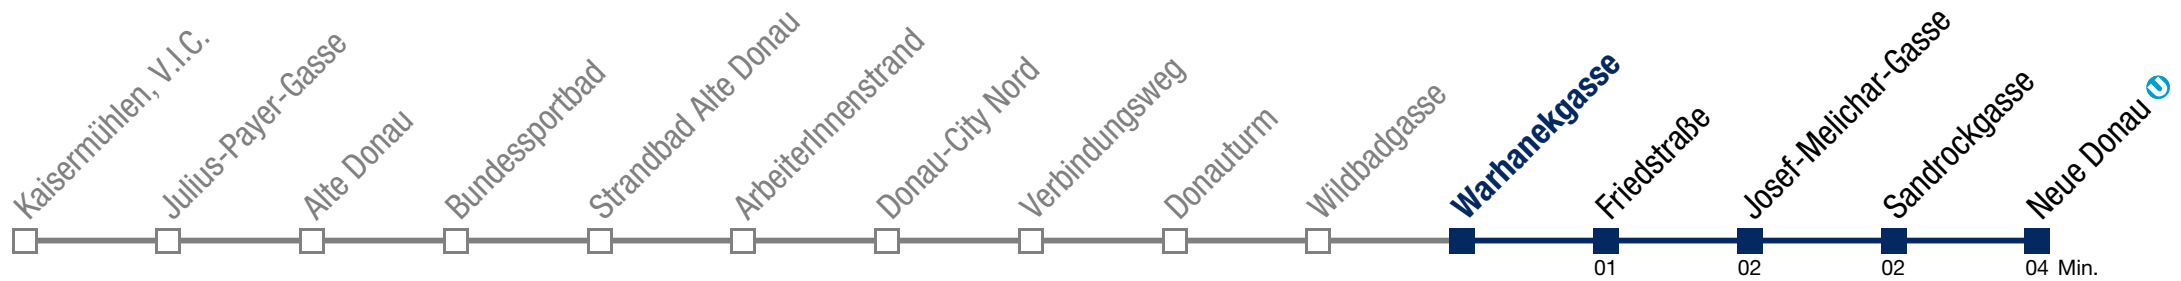 Kaisermühlen, V.I.C.
Julius-Payer-Gasse
Alte Donau
Bundessportbad
Strandbad Alte Donau
ArbeiterInnenstrand
Donau-City Nord
Verbindungsweg
Donauturm
Wildbadgasse
Warhanekgasse
Friedstraße
Josef-Melichar-Gasse
Sandrockgasse
Neue Donau U
01 02 02 04 Min.